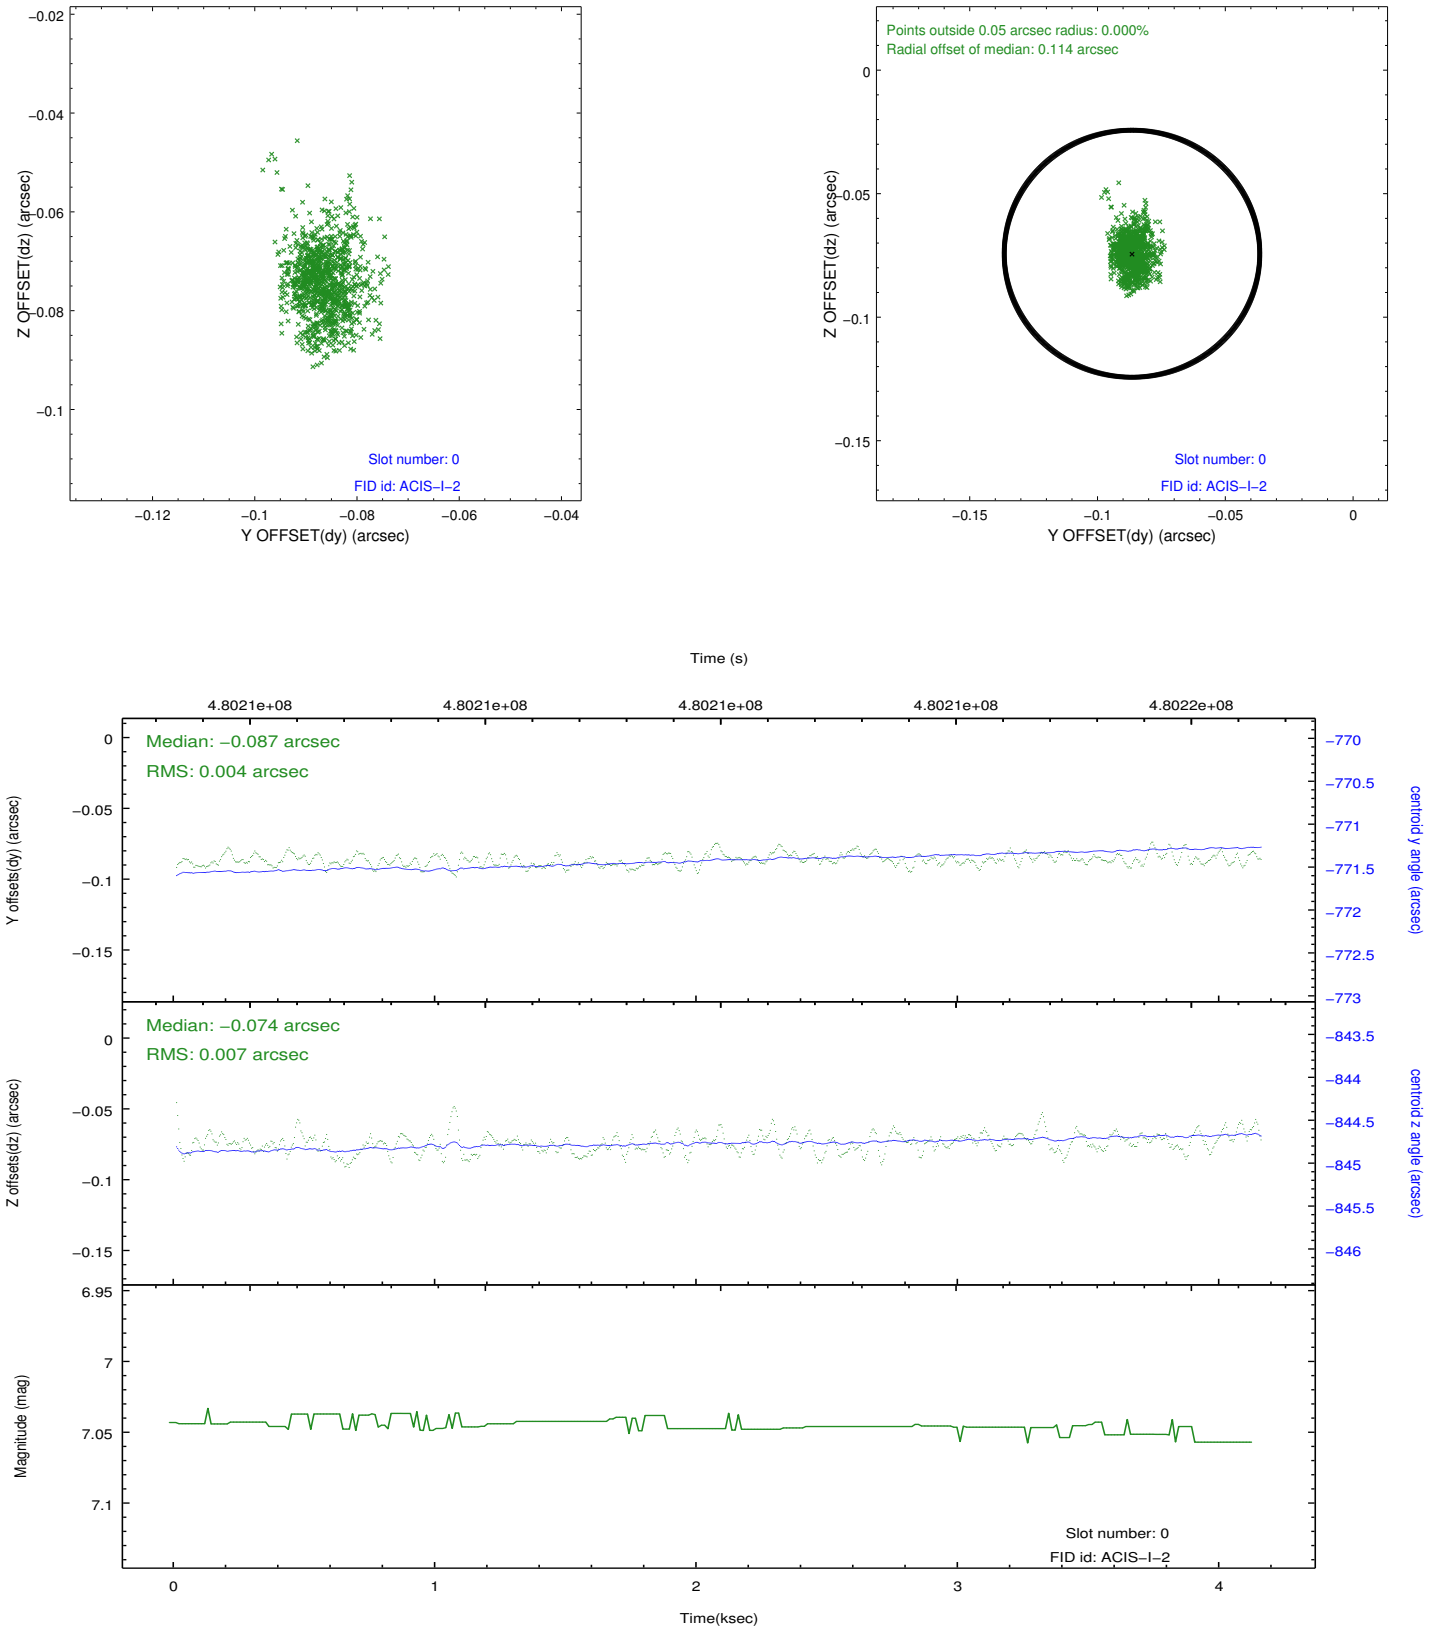 −0.02
−0.04
−0.06
−0.08
−0.1
Z OFFSET(dz) (arcsec)
Slot number: 0
FID id: ACIS−I−2
−0.12
−0.1
−0.08
−0.06
−0.04
Y OFFSET(dy) (arcsec)
Points outside 0.05 arcsec radius: 0.000%
Radial offset of median: 0.114 arcsec
0
−0.05
−0.1
−0.15
Z OFFSET(dz) (arcsec)
Slot number: 0
FID id: ACIS−I−2
−0.15
−0.1
−0.05
0
Y OFFSET(dy) (arcsec)
Time (s)
4.8021e+08
4.8021e+08
4.8021e+08
4.8021e+08
4.8022e+08
Median: −0.087 arcsec
RMS: 0.004 arcsec
0
−0.05
−0.1
−0.15
Y offsets(dy) (arcsec)
−770
−770.5
−771
−771.5
−772
−772.5
−773
centroid y angle (arcsec)
Median: −0.074 arcsec
RMS: 0.007 arcsec
0
−0.05
−0.1
−0.15
Z offsets(dz) (arcsec)
−843.5
−844
−844.5
−845
−845.5
−846
centroid z angle (arcsec)
6.95
7
7.05
7.1
Magnitude (mag)
Slot number: 0
FID id: ACIS−I−2
0
1
2
3
4
Time(ksec)